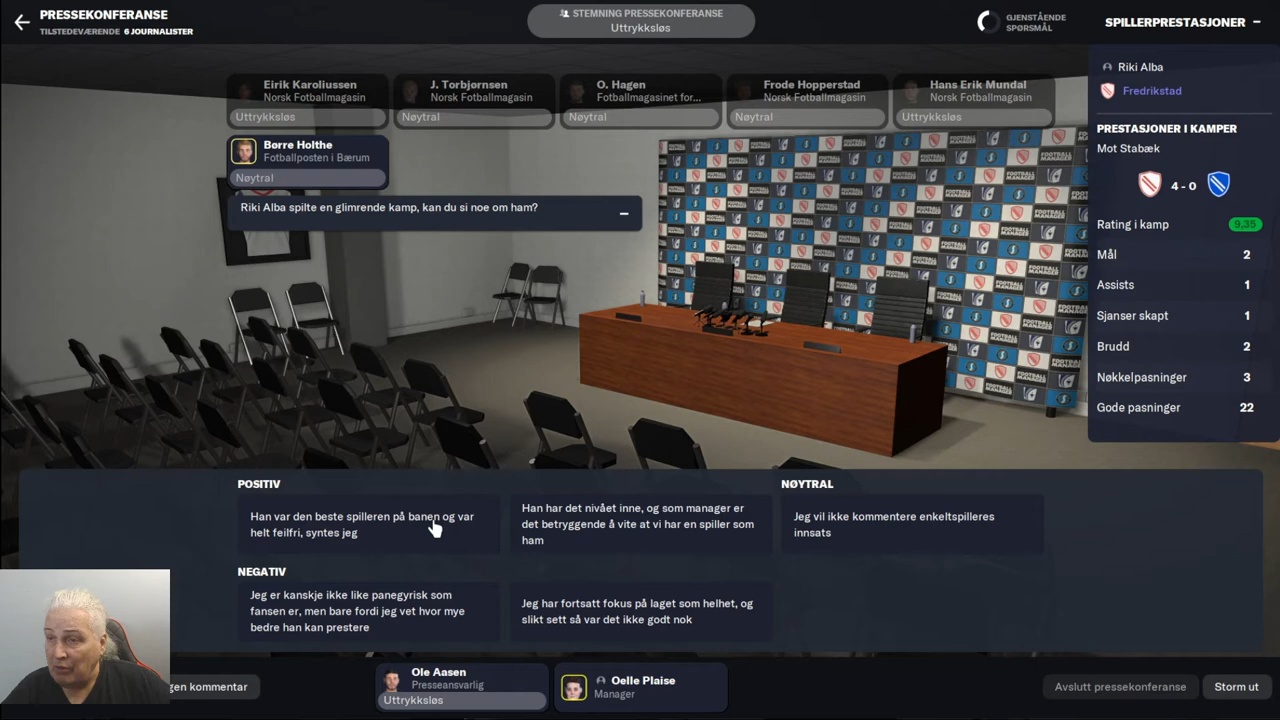 PRESSEKONFERANSE
TILSTEDEVÆRENDE 6 JOURNALISTER
STEMNING PRESSEKONFERANSE
Uttrykksløs
GJENSTÅENDE
SPØRSMÅL
SPILLERPRESTASJONER
Eirik Karoliussen
Norsk Fotballmagasin
Uttrykksløs
J. Torbjørnsen
Norsk Fotballmagasin
Nøytral
O. Hagen
Fotballmagasinet for...
Nøytral
Frode Hopperstad
Norsk Fotballmagasin
Nøytral
Hans Erik Mundal
Norsk Fotballmagasin
Uttrykksløs
Børre Holthe
Fotballposten i Bærum
Nøytral
Riki Alba spilte en glimrende kamp, kan du si noe om ham?
Riki Alba
Fredrikstad
PRESTASJONER I KAMPER
Mot Stabæk
4 - 0
Rating i kamp 9,35
Mål 2
Assists 1
Sjanser skapt 1
Brudd 2
Nøkkelpasninger 3
Gode pasninger 22
POSITIV
Han var den beste spilleren på banen og var
helt feilfri, syntes jeg
Han har det nivået inne, og som manager er
det betryggende å vite at vi har en spiller som
ham
NØYTRAL
Jeg vil ikke kommentere enkeltspilleres
innsats
NEGATIV
Jeg er kanskje ikke like panegyrisk som
fansen er, men bare fordi jeg vet hvor mye
bedre han kan prestere
Jeg har fortsatt fokus på laget som helhet, og
slikt sett så var det ikke godt nok
gen kommentar
Ole Aasen
Presseansvarlig
Uttrykksløs
Oelle Plaise
Manager
Avslutt pressekonferanse
Storm ut